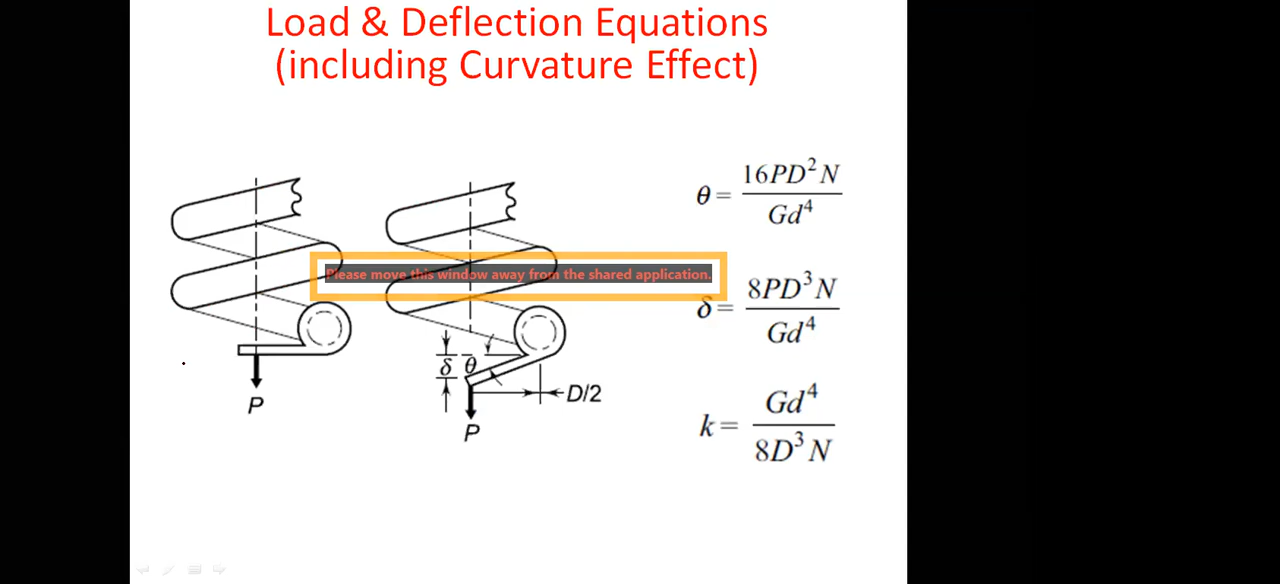 Load & Deflection Equations
(including Curvature Effect)
θ = 16PD²N / Gd⁴
Please move this window away from the shared application.
δ = 8PD³N / Gd⁴
δ θ
D/2
P
P
k = Gd⁴ / 8D³N